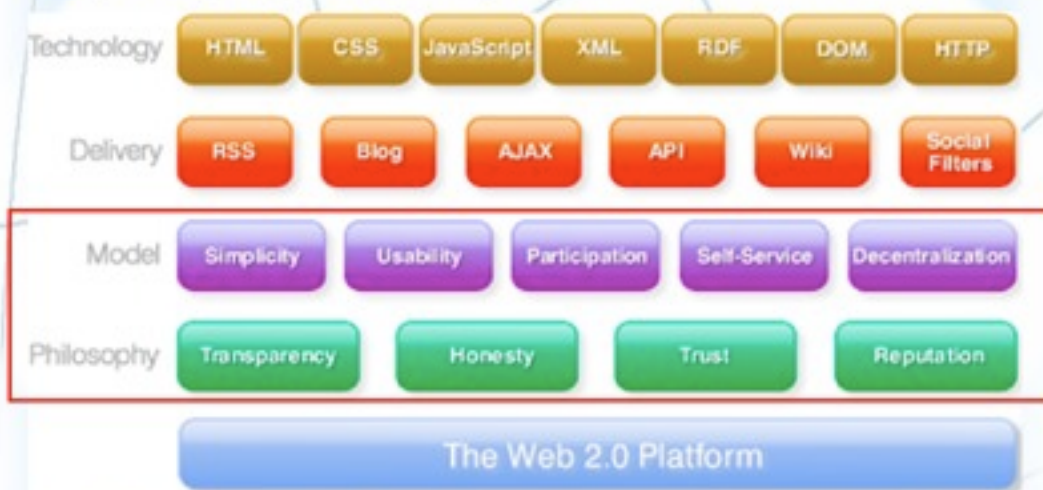 Technology HTML CSS JavaScript XML RDF DOM HTTP
Delivery RSS Blog AJAX API Wiki Social Filters
Model Simplicity Usability Participation Self-Service Decentralization
Philosophy Transparency Honesty Trust Reputation
The Web 2.0 Platform